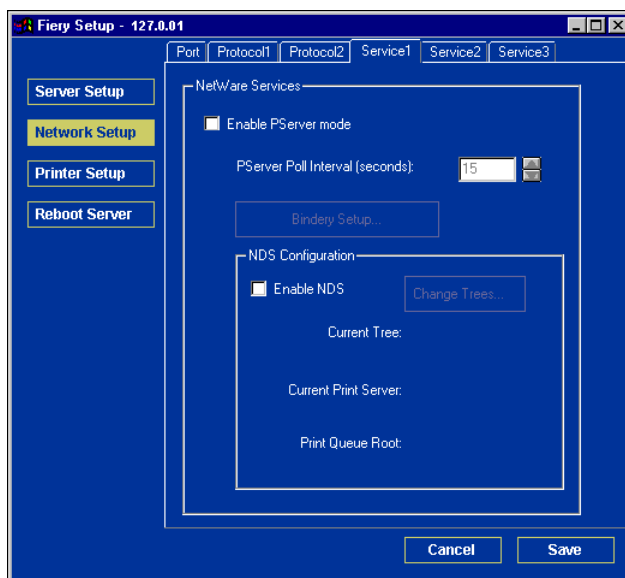 Fiery Setup - 127.0.01
Port Protocol1 Protocol2 Service1 Service2 Service3
Server Setup
Network Setup
Printer Setup
Reboot Server
NetWare Services
Enable PServer mode
PServer Poll Interval (seconds): 15
Bindery Setup...
NDS Configuration
Enable NDS Change Trees...
Current Tree:
Current Print Server:
Print Queue Root:
Cancel Save